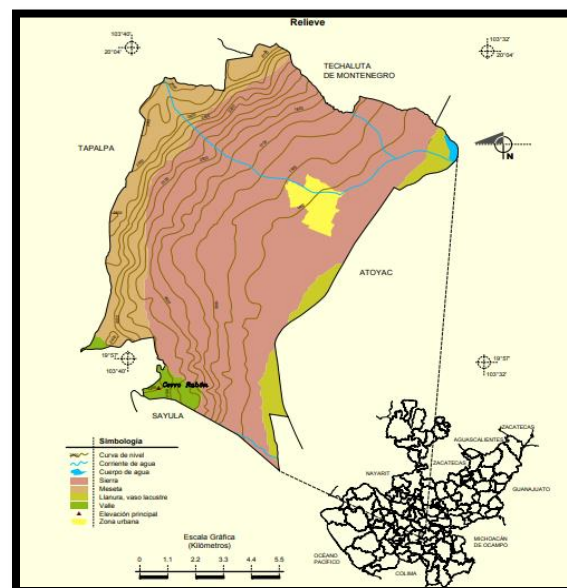 Relieve
103°40'
20°04'
103°32'
20°04'
TECHALUTA
DE MONTENEGRO
TAPALPA
N
ATOYAC
19°57'
103°40'
19°57'
103°32'
Cerro Rabón
SAYULA
Simbología
Curva de nivel
Corriente de agua
Cuerpo de agua
Sierra
Meseta
Llanura, vaso lacustre
Valle
Elevación principal
Zona urbana
Escala Gráfica
(Kilómetros)
0 1.1 2.2 3.3 4.4 5.5
ZACATECAS
AGUASCALIENTES
ZACATECAS
NAYARIT
GUANAJUATO
MICHOACÁN
DE OCAMPO
OCEANO
PACÍFICO
COLIMA